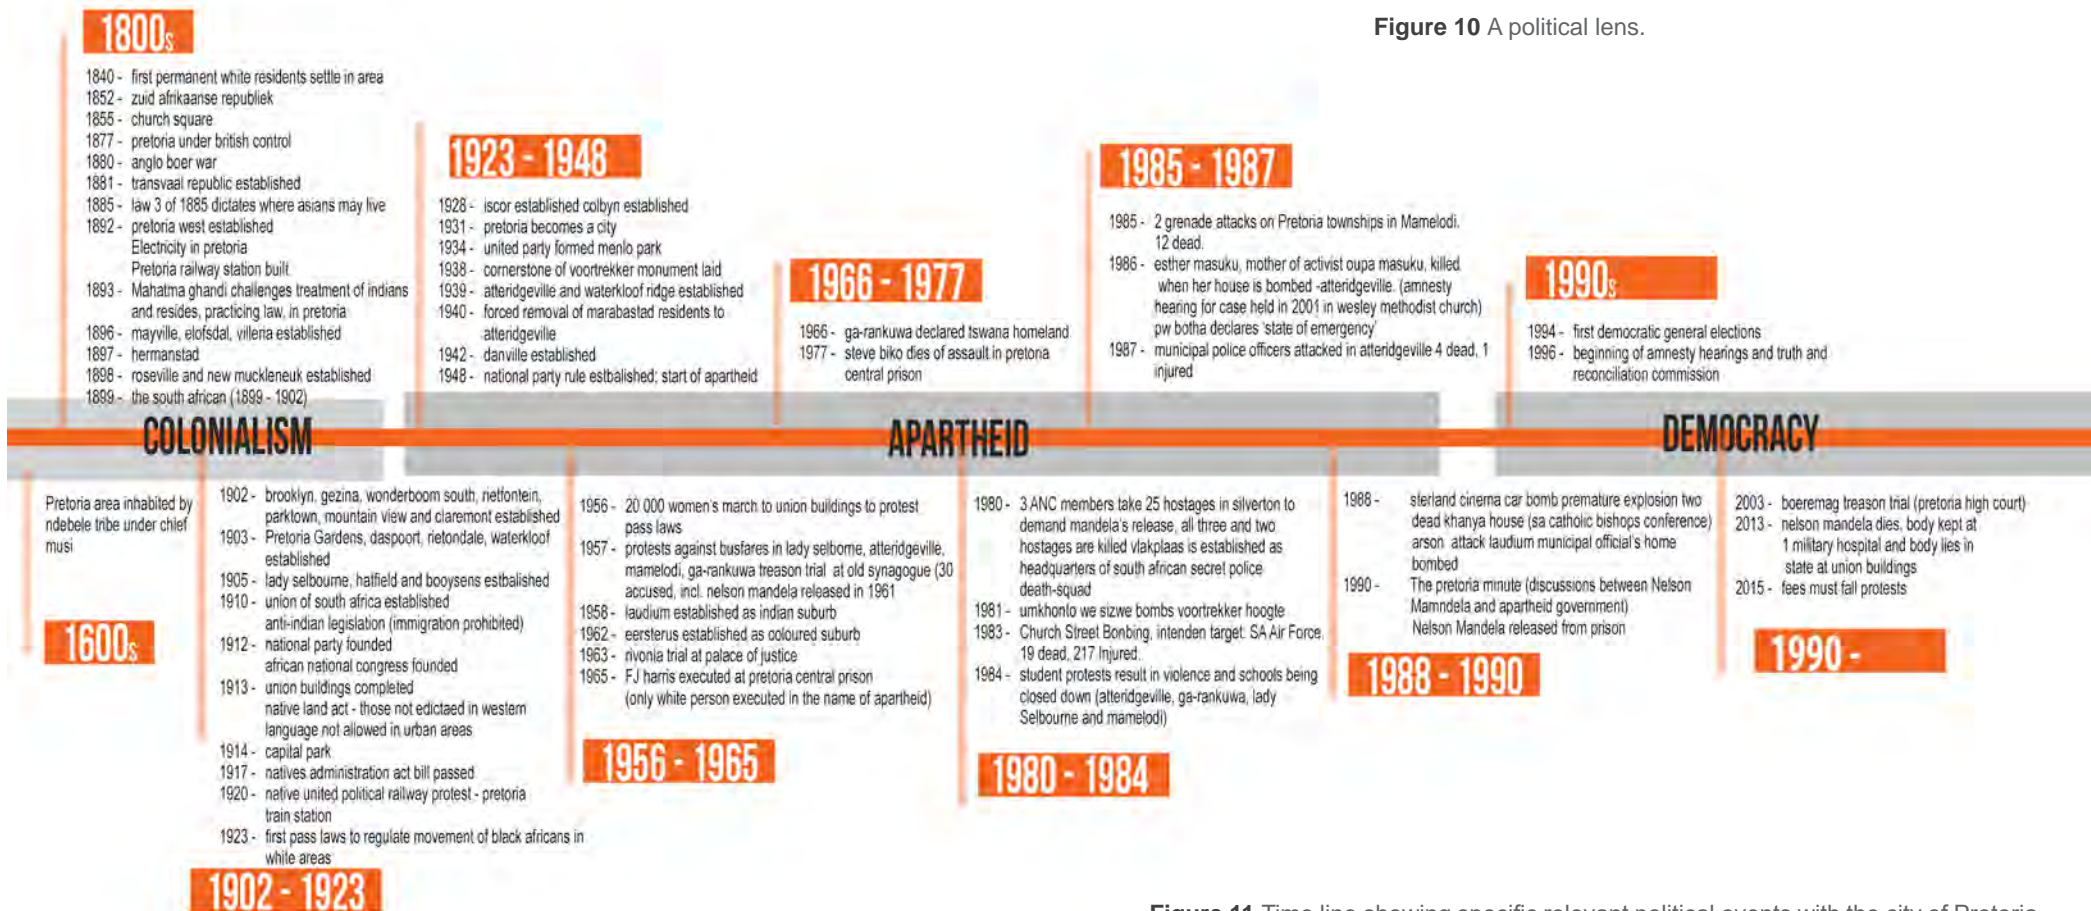 Figure 10 A political lens.
1800s
1840 - first permanent white residents settle in area
1852 - zuid afrikaanse republiek
1855 - church square
1877 - pretoria under british control
1880 - anglo boer war
1881 - transvaal republic established
1885 - law 3 of 1885 dictates where asians may live
1892 - pretoria west established
Electricity in pretoria
Pretoria railway station built
1893 - Mahatma ghandi challenges treatment of indians
and resides, practicing law, in pretoria
1896 - mayville, elofsdal, villeria established
1897 - hermanstad
1898 - roseville and new muckleneuk established
1899 - the south african (1899 - 1902)
1923 - 1948
1928 - iscor established colbyn established
1931 - pretoria becomes a city
1934 - united party formed menlo park
1938 - cornerstone of voortrekker monument laid
1939 - atteridgeville and waterkloof ridge established
1940 - forced removal of marabastad residents to
atteridgeville
1942 - danville established
1948 - national party rule estbalished; start of apartheid
1966 - 1977
1966 - ga-rankuwa declared tswana homeland
1977 - steve biko dies of assault in pretoria
central prison
1985 - 1987
1985 - 2 grenade attacks on Pretoria townships in Mamelodi.
12 dead.
1986 - esther masuku, mother of activist oupa masuku, killed
when her house is bombed -atteridgeville. (amnesty
hearing for case held in 2001 in wesley methodist church)
pw botha declares 'state of emergency'
1987 - municipal police officers attacked in atteridgeville 4 dead, 1
injured
1990s
1994 - first democratic general elections
1996 - beginning of amnesty hearings and truth and
reconciliation commission
COLONIALISM
APARTHEID
DEMOCRACY
Pretoria area inhabited by
ndebele tribe under chief
musi
1600s
1902 - brooklyn, gezina, wonderboom south, rietfontein,
parktown, mountain view and claremont established
1903 - Pretoria Gardens, daspoort, rietondale, waterkloof
established
1905 - lady selbourne, hatfield and booysens estbalished
1910 - union of south africa established
anti-indian legislation (immigration prohibited)
1912 - national party founded
african national congress founded
1913 - union buildings completed
native land act - those not edictaed in western
language not allowed in urban areas
1914 - capital park
1917 - natives administration act bill passed
1920 - native united political railway protest - pretoria
train station
1923 - first pass laws to regulate movement of black africans in
white areas
1902 - 1923
1956 - 20 000 women's march to union buildings to protest
pass laws
1957 - protests against busfares in lady selborne, atteridgeville,
mamelodi, ga-rankuwa treason trial at old synagogue (30
accused, incl. nelson mandela released in 1961
1958 - laudium established as indian suburb
1962 - eersterus established as coloured suburb
1963 - rivonia trial at palace of justice
1965 - FJ harris executed at pretoria central prison
(only white person executed in the name of apartheid)
1956 - 1965
1980 - 3 ANC members take 25 hostages in silverton to
demand mandela's release, all three and two
hostages are killed vlakplaas is established as
headquarters of south african secret police
death-squad
1981 - umkhonto we sizwe bombs voortrekker hoogte
1983 - Church Street Bonbing, intenden target: SA Air Force.
19 dead, 217 Injured.
1984 - student protests result in violence and schools being
closed down (atteridgeville, ga-rankuwa, lady
Selbourne and mamelodi)
1980 - 1984
1988 - sterland cinema car bomb premature explosion two
dead khanya house (sa catholic bishops conference)
arson attack laudium municipal official's home
bombed
1990 - The pretoria minute (discussions between Nelson
Mamndela and apartheid government)
Nelson Mandela released from prison
1988 - 1990
2003 - boeremag treason trial (pretoria high court)
2013 - nelson mandela dies, body kept at
1 military hospital and body lies in
state at union buildings
2015 - fees must fall protests
1990 -
Figure 11 Time line showing specific relevant political events with the city of Pretoria